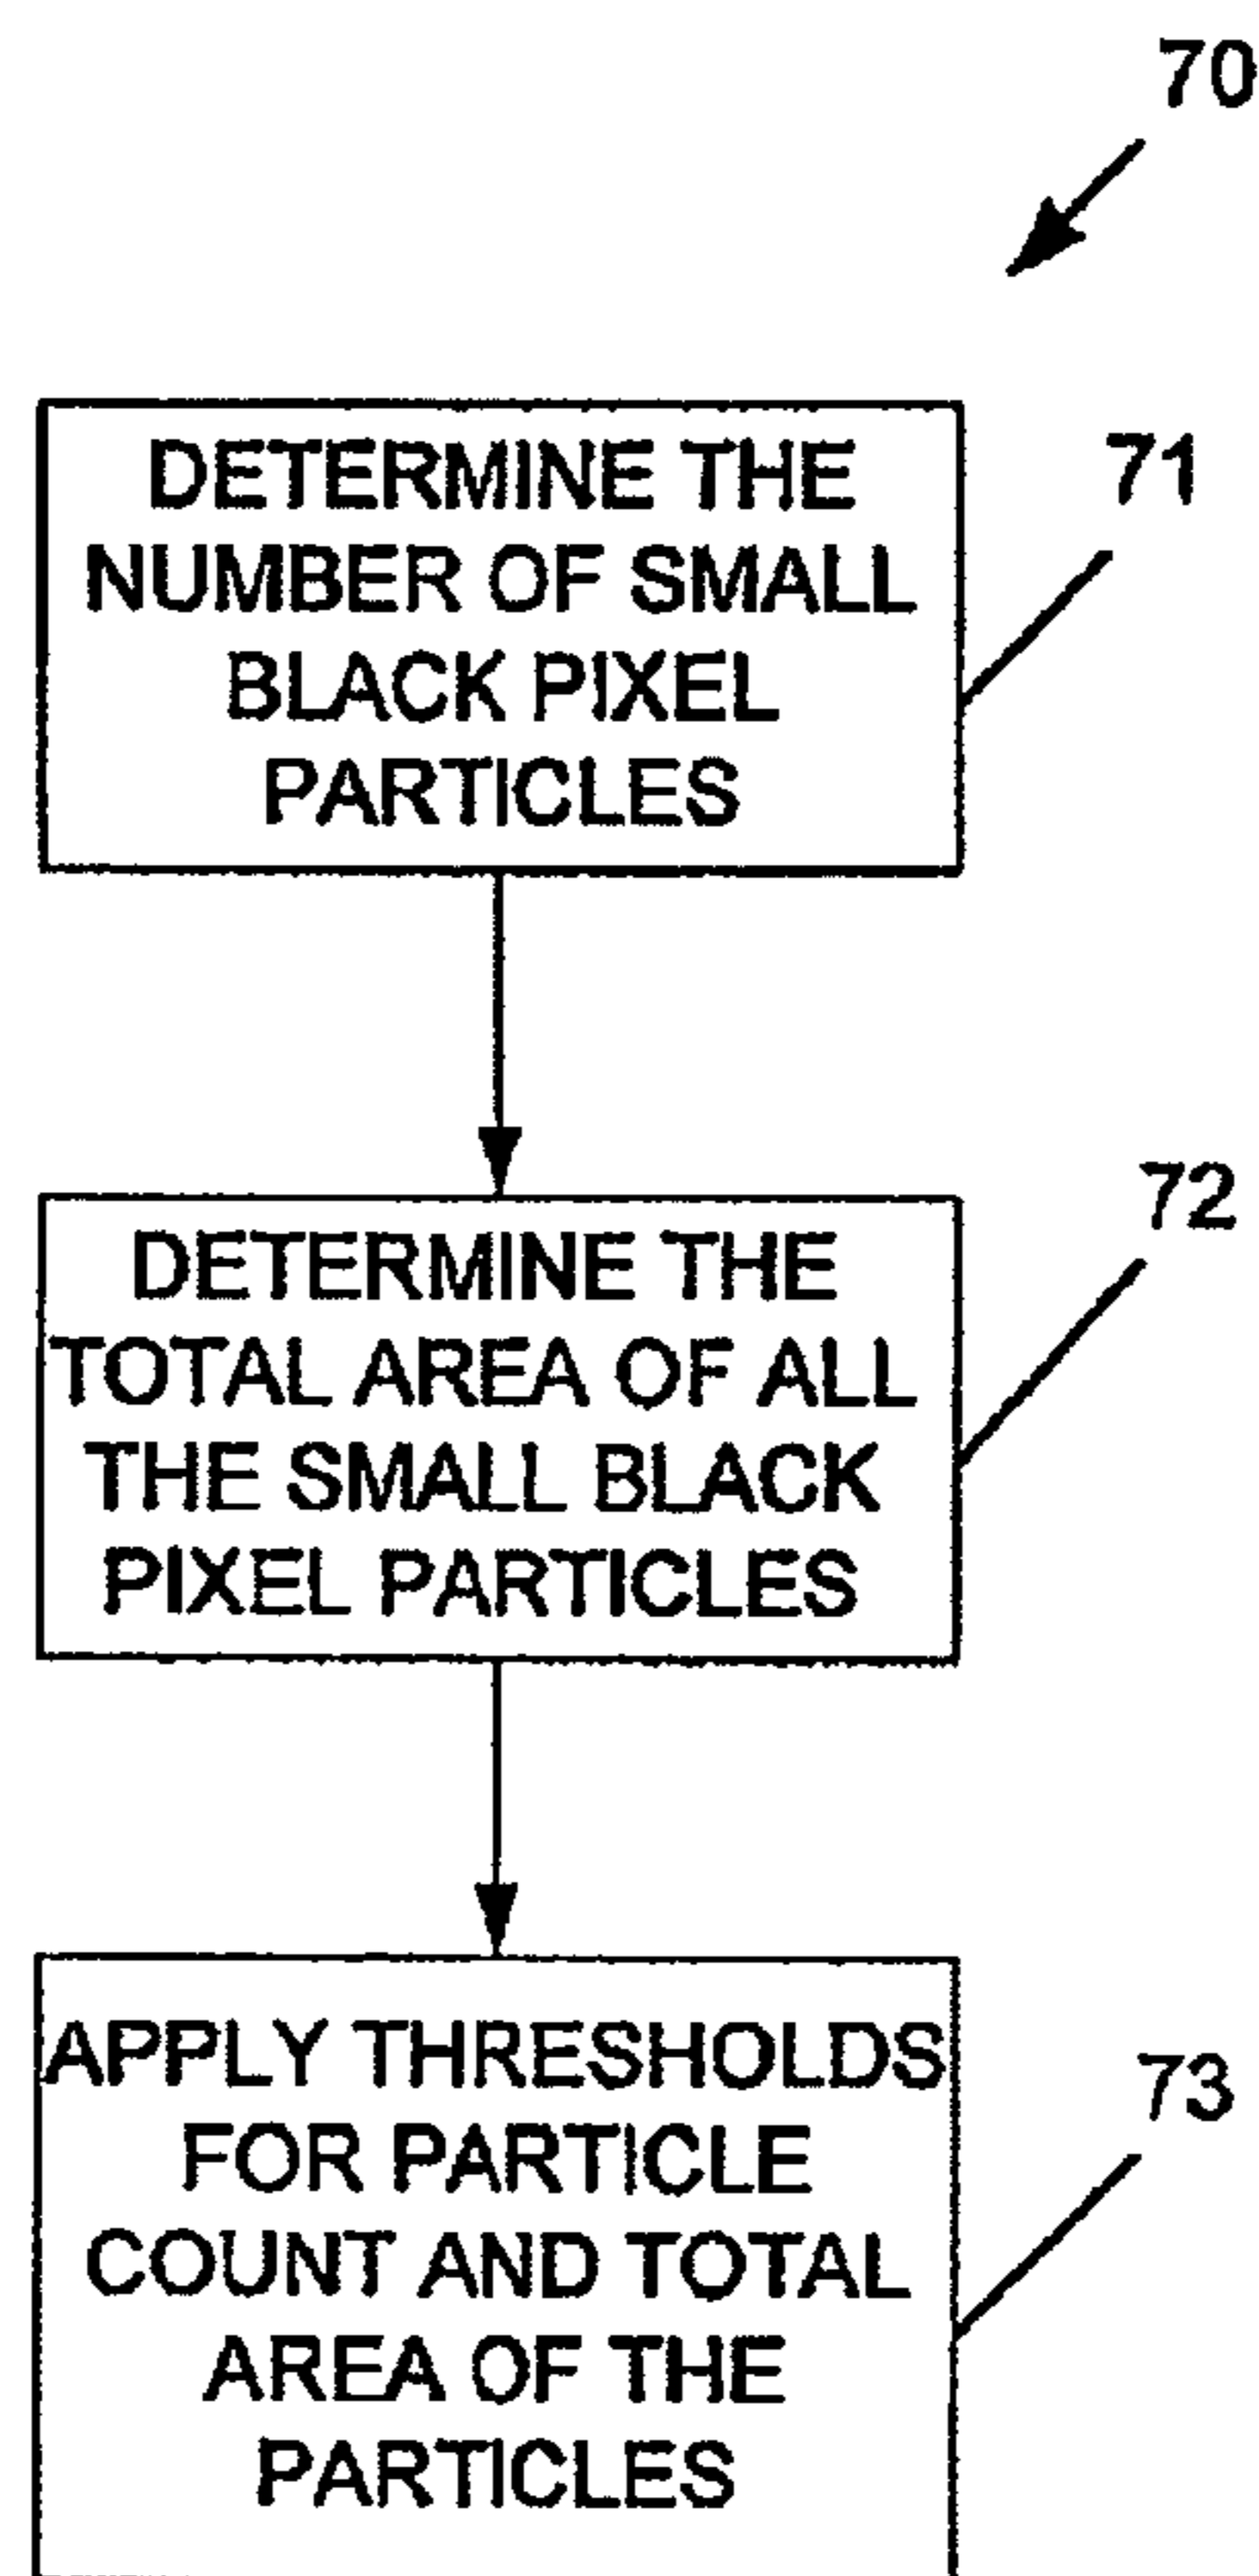 70
DETERMINE THE
NUMBER OF SMALL
BLACK PIXEL
PARTICLES
71
DETERMINE THE
TOTAL AREA OF ALL
THE SMALL BLACK
PIXEL PARTICLES
72
APPLY THRESHOLDS
FOR PARTICLE
COUNT AND TOTAL
AREA OF THE
PARTICLES
73